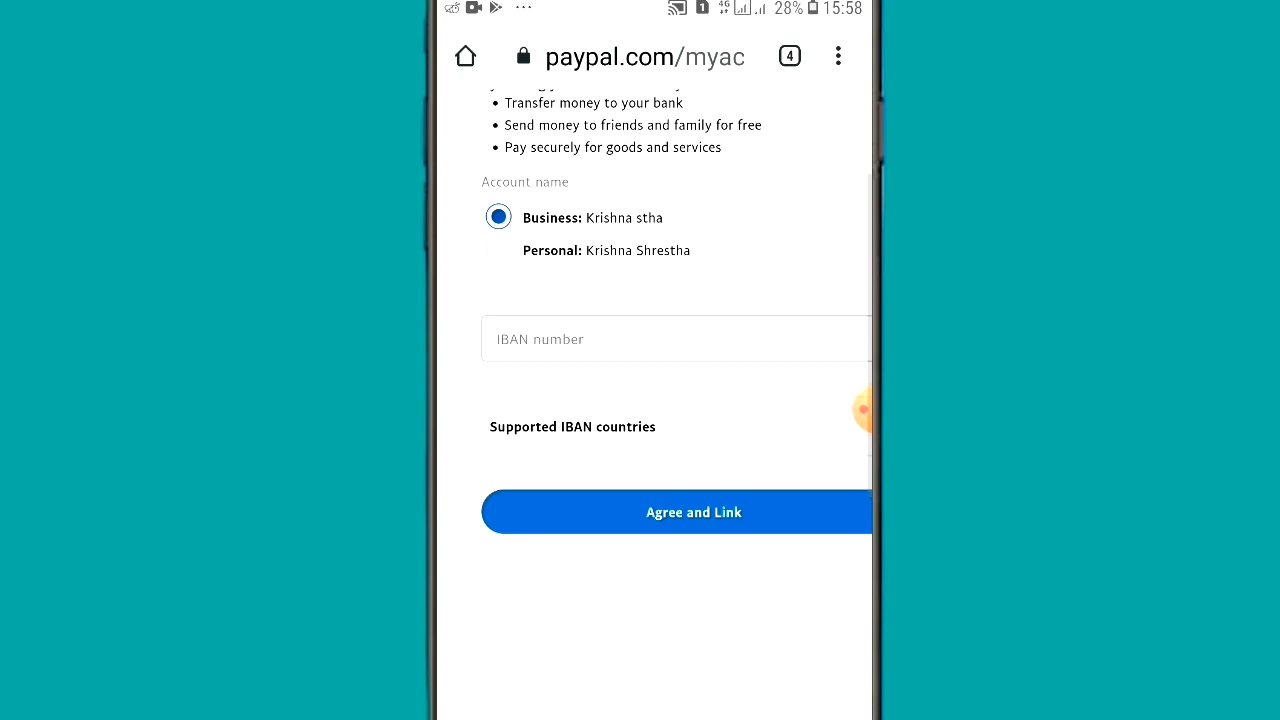 28% 15:58
paypal.com/myac 4
• Transfer money to your bank
• Send money to friends and family for free
• Pay securely for goods and services
Account name
Business: Krishna stha
Personal: Krishna Shrestha
IBAN number
Supported IBAN countries
Agree and Link